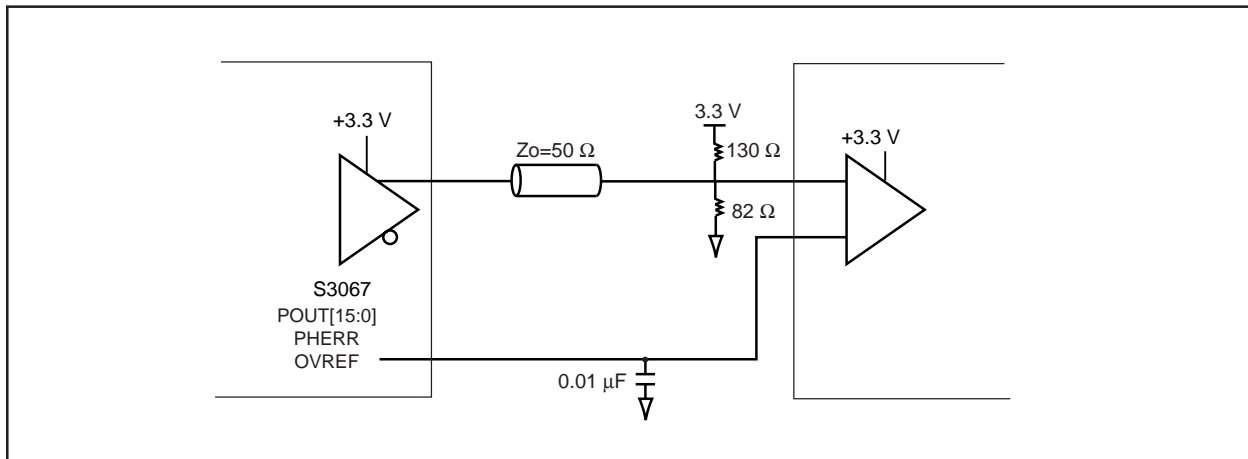 +3.3 V
Zo=50 Ω
3.3 V
130 Ω
82 Ω
+3.3 V
S3067
POUT[15:0]
PHERR
OVREF
0.01 μF